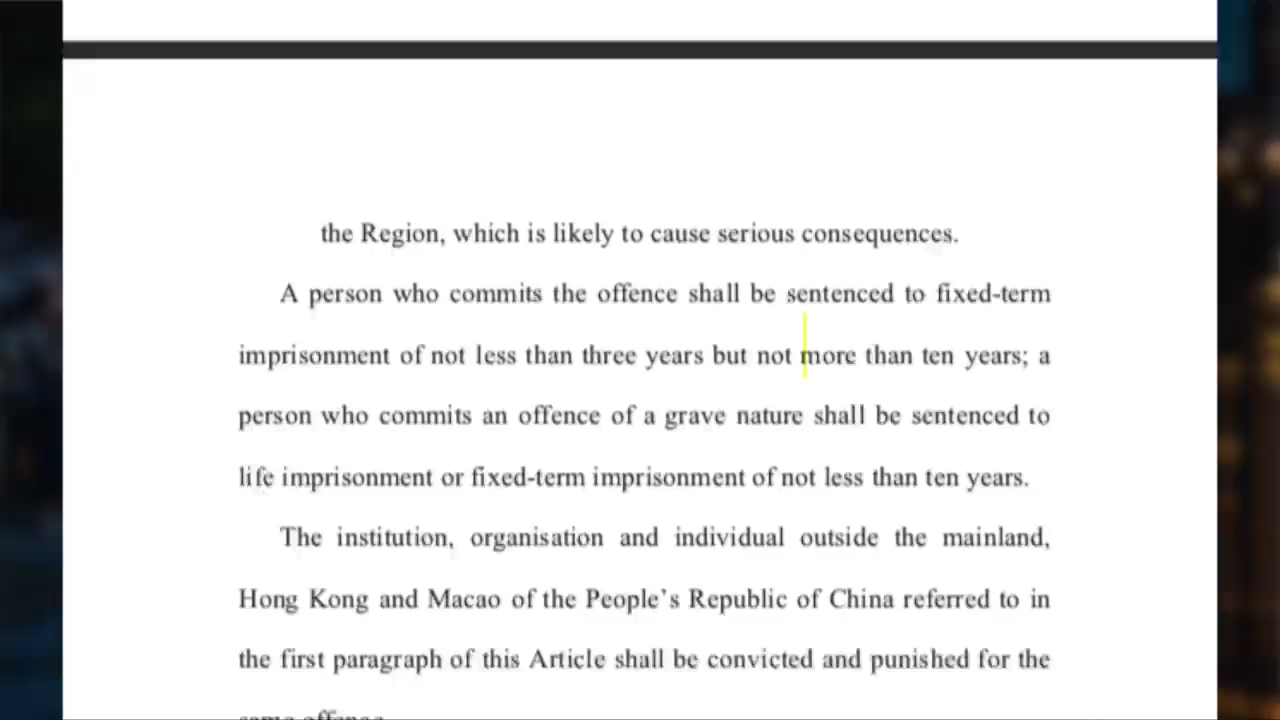 the Region, which is likely to cause serious consequences.
A person who commits the offence shall be sentenced to fixed-term
imprisonment of not less than three years but not more than ten years; a
person who commits an offence of a grave nature shall be sentenced to
life imprisonment or fixed-term imprisonment of not less than ten years.
The institution, organisation and individual outside the mainland,
Hong Kong and Macao of the People's Republic of China referred to in
the first paragraph of this Article shall be convicted and punished for the
same offence.